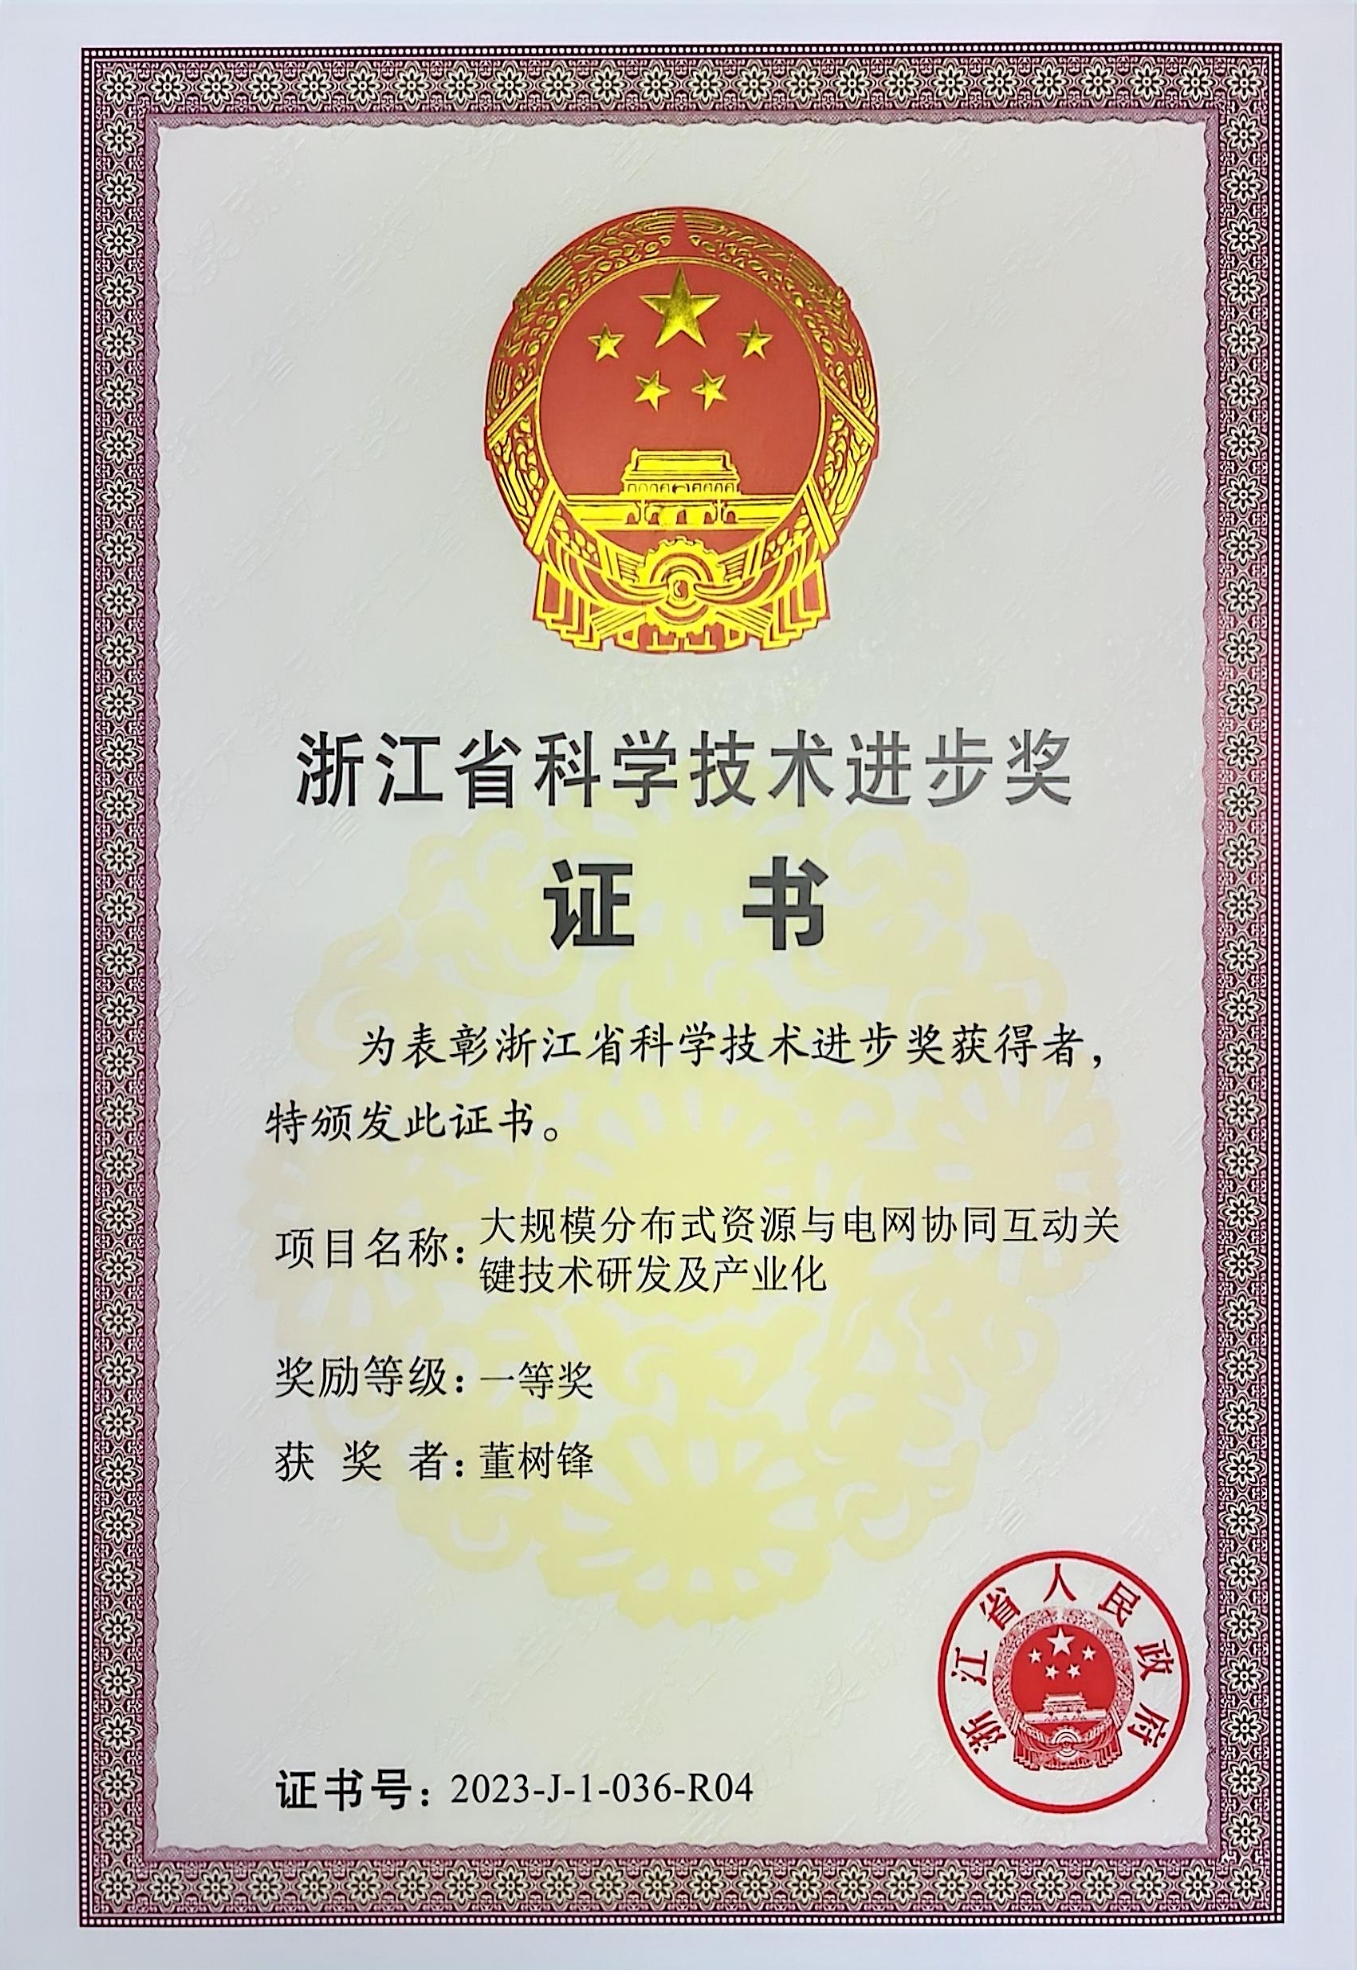 浙江省科学技术进步奖
证 书
为表彰浙江省科学技术进步奖获得者，
特颁发此证书。
项目名称：大规模分布式资源与电网协同互动关
键技术研发及产业化
奖励等级：一等奖
获 奖 者：董树锋
浙江省人民政府
证书号：2023-J-1-036-R04